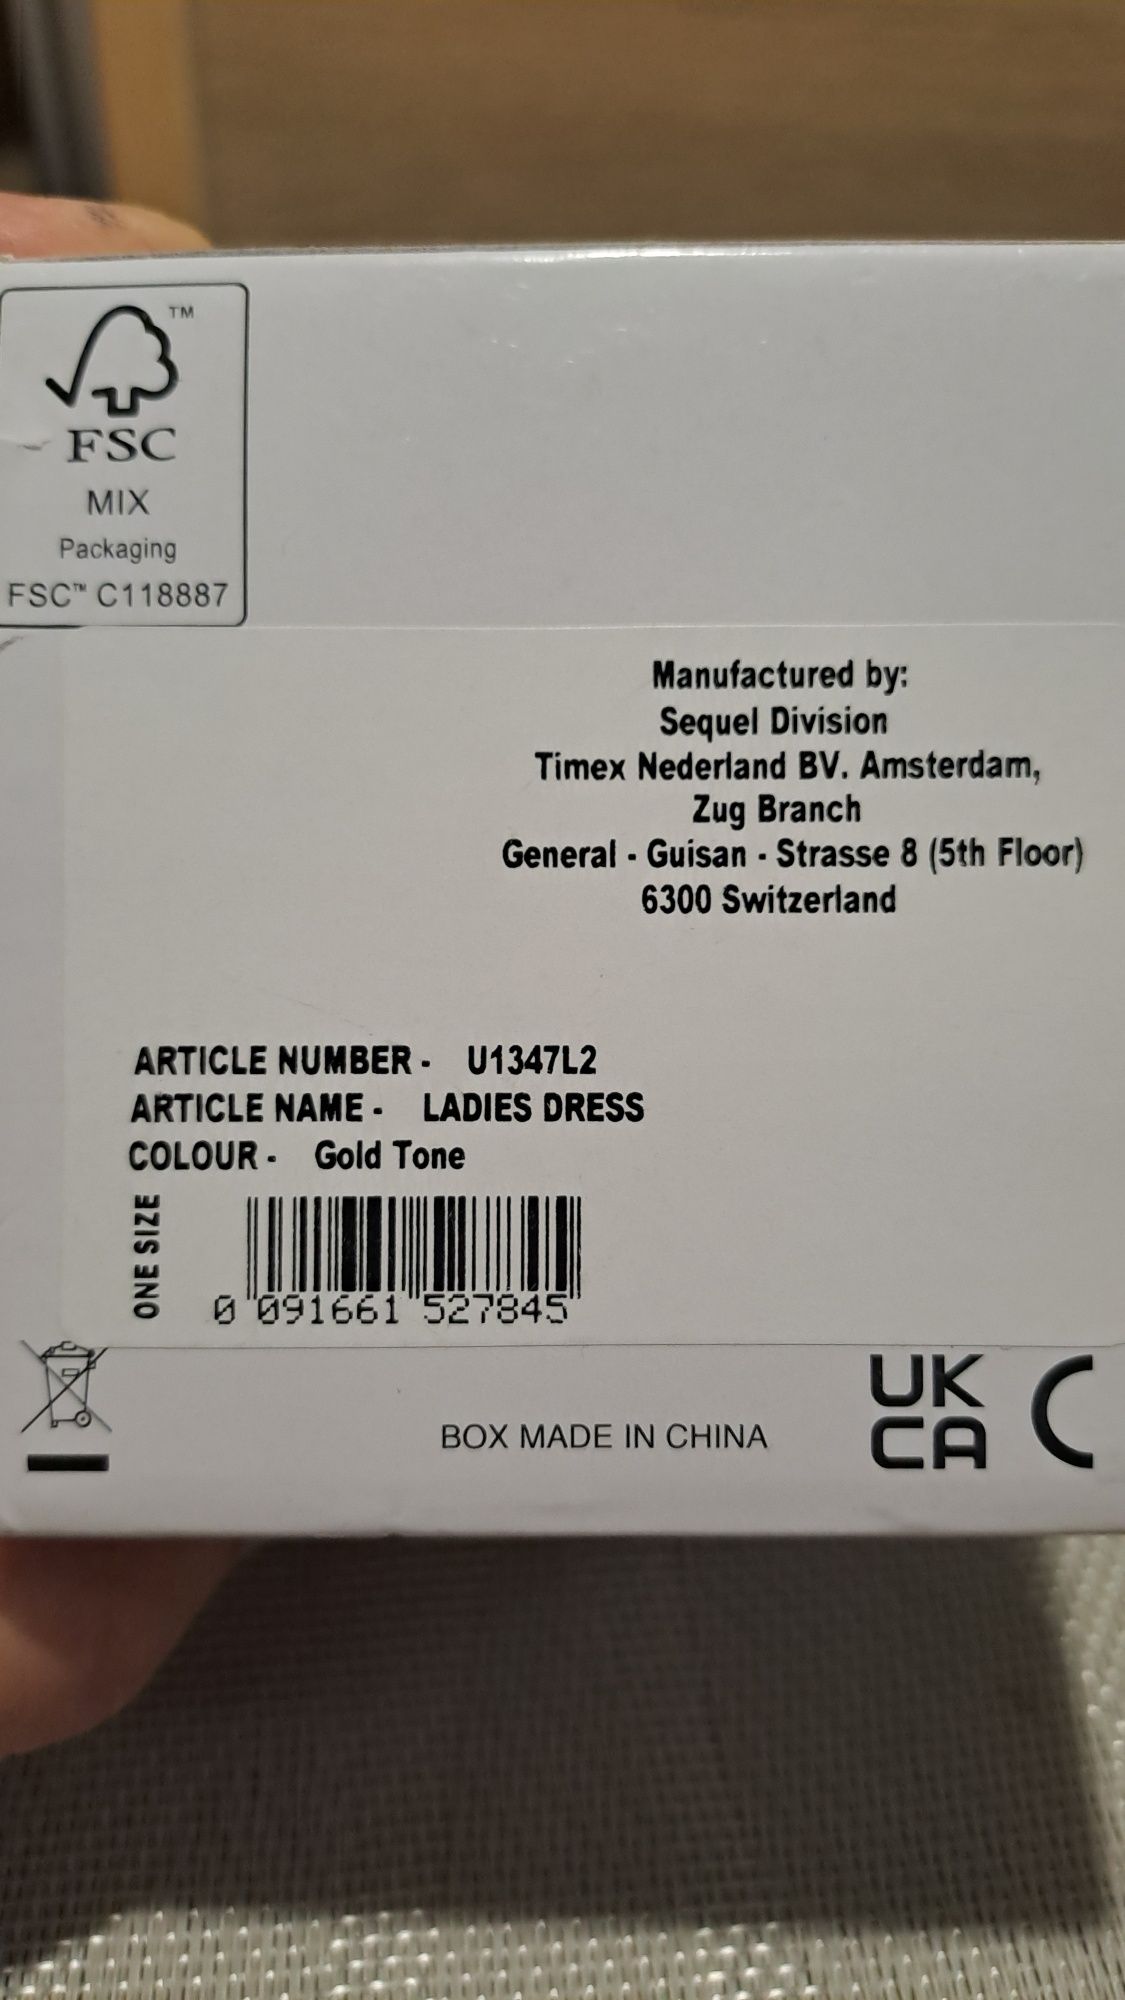 TM
FSC
MIX
Packaging
FSC™ C118887
Manufactured by:
Sequel Division
Timex Nederland BV. Amsterdam,
Zug Branch
General - Guisan - Strasse 8 (5th Floor)
6300 Switzerland
ARTICLE NUMBER - U1347L2
ARTICLE NAME - LADIES DRESS
COLOUR - Gold Tone
ONE SIZE
0 091661 527845
BOX MADE IN CHINA
UK
CA
C